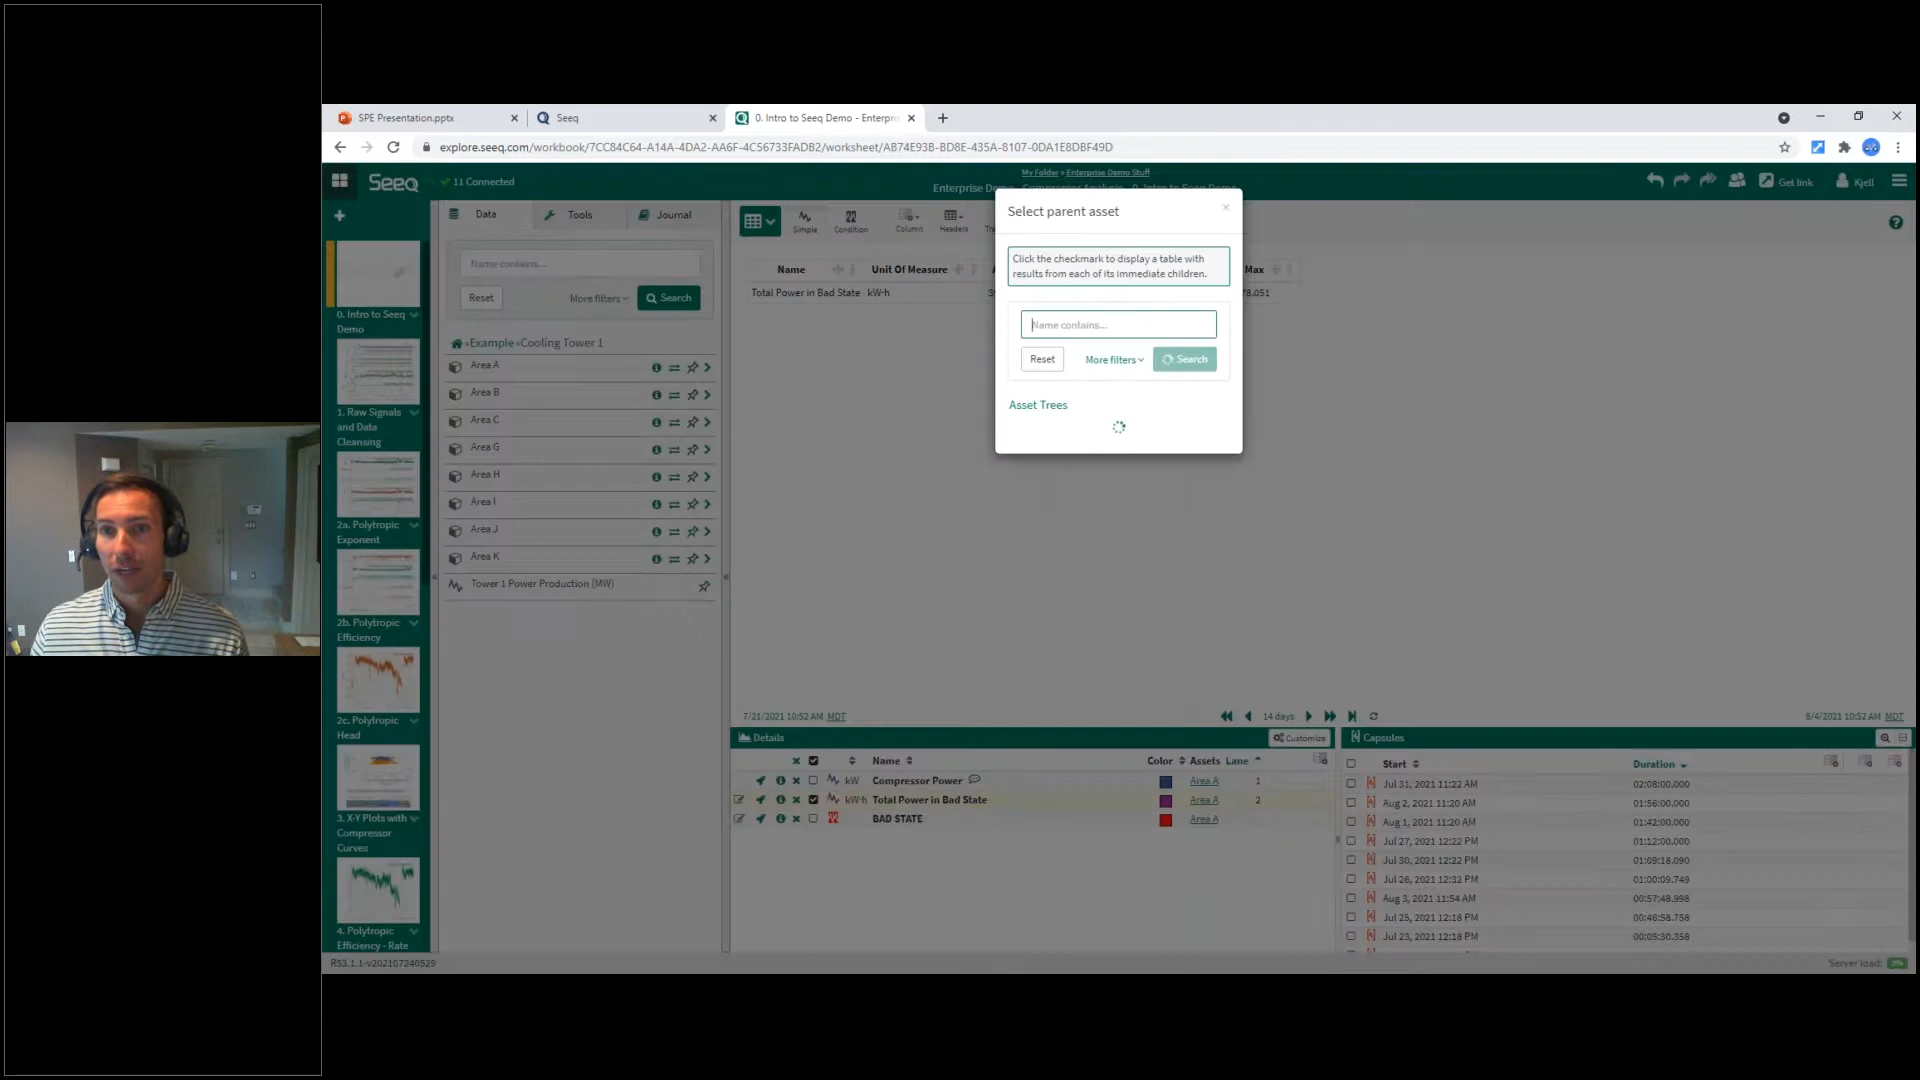 SPE Presentation.pptx
Seeq
0. Intro to Seeq Demo - Enterpri
explore.seeq.com/workbook/7CC84C64-A14A-4DA2-AA6F-4C56733FADB2/worksheet/AB74E93B-BD8E-435A-8107-0DA1E8DBF49D
Seeq
11 Connected
My Folder » Enterprise Demo Stuff
Get link
Kjell
Data
Tools
Journal
Name contains...
Reset
More filters
Search
Example » Cooling Tower 1
Area A
Area B
Area C
Area G
Area H
Area I
Area J
Area K
Tower 1 Power Production (MW)
0. Intro to Seeq
Demo
1. Raw Signals
and Data
Cleansing
2a. Polytropic
Exponent
2b. Polytropic
Efficiency
2c. Polytropic
Head
3. X-Y Plots with
Compressor
Curves
4. Polytropic
Efficiency - Rate
Simple
Condition
Column
Headers
Name
Unit Of Measure
Max
Total Power in Bad State
kW·h
78.051
Select parent asset
Click the checkmark to display a table with
results from each of its immediate children.
Name contains...
Reset
More filters
Search
Asset Trees
7/21/2021 10:52 AM MDT
14 days
8/4/2021 10:52 AM MDT
Details
Customize
Name
Color
Assets
Lane
kW
Compressor Power
Area A
1
kW·h
Total Power in Bad State
Area A
2
BAD STATE
Area A
Capsules
Start
Duration
Jul 31, 2021 11:22 AM 02:08:00.000
Aug 2, 2021 11:20 AM 01:56:00.000
Aug 1, 2021 11:20 AM 01:42:00.000
Jul 27, 2021 12:22 PM 01:12:00.000
Jul 30, 2021 12:22 PM 01:09:18.090
Jul 26, 2021 12:32 PM 01:00:09.749
Aug 3, 2021 11:54 AM 00:57:48.998
Jul 25, 2021 12:18 PM 00:46:58.758
Jul 23, 2021 12:18 PM 00:05:30.358
R53.1.1-v202107240529
Server load: